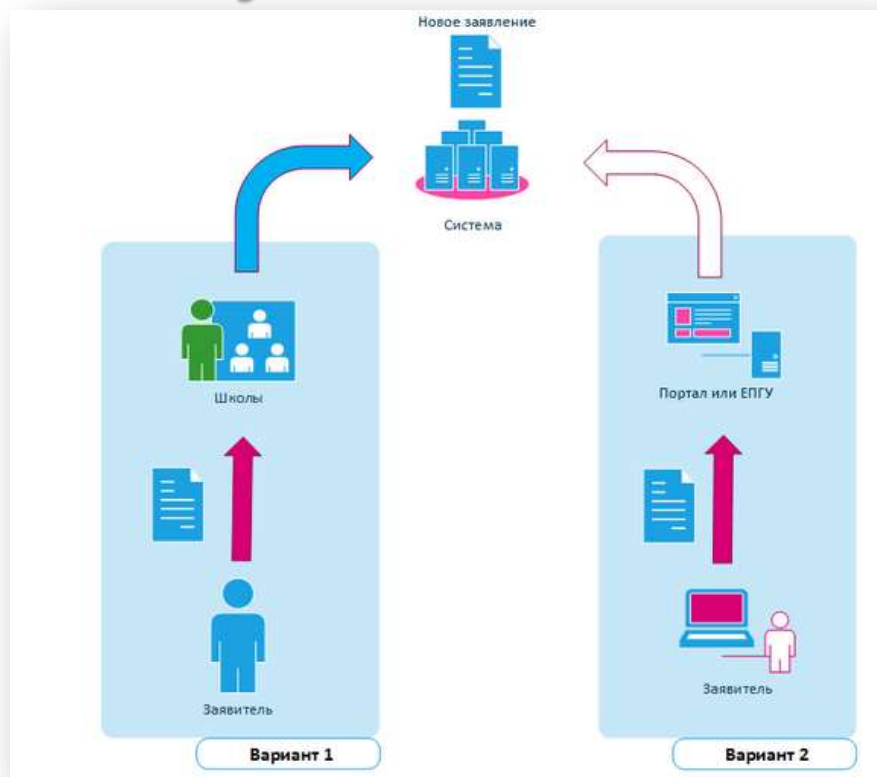 Новое заявление
Система
Школы
Портал или ЕПГУ
Заявитель
Заявитель
Вариант 1
Вариант 2